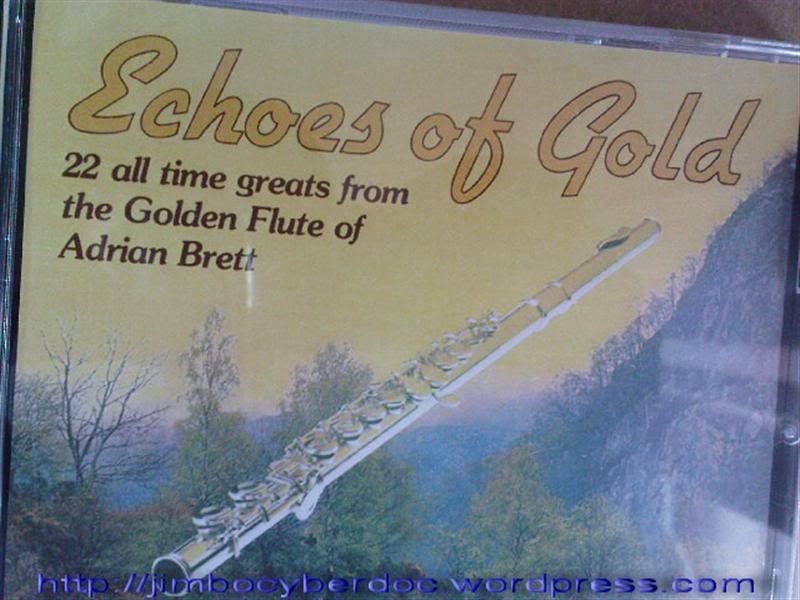 Echoes of Gold
22 all time greats from
the Golden Flute of
Adrian Brett
http://jimbocyberdoc.wordpress.com